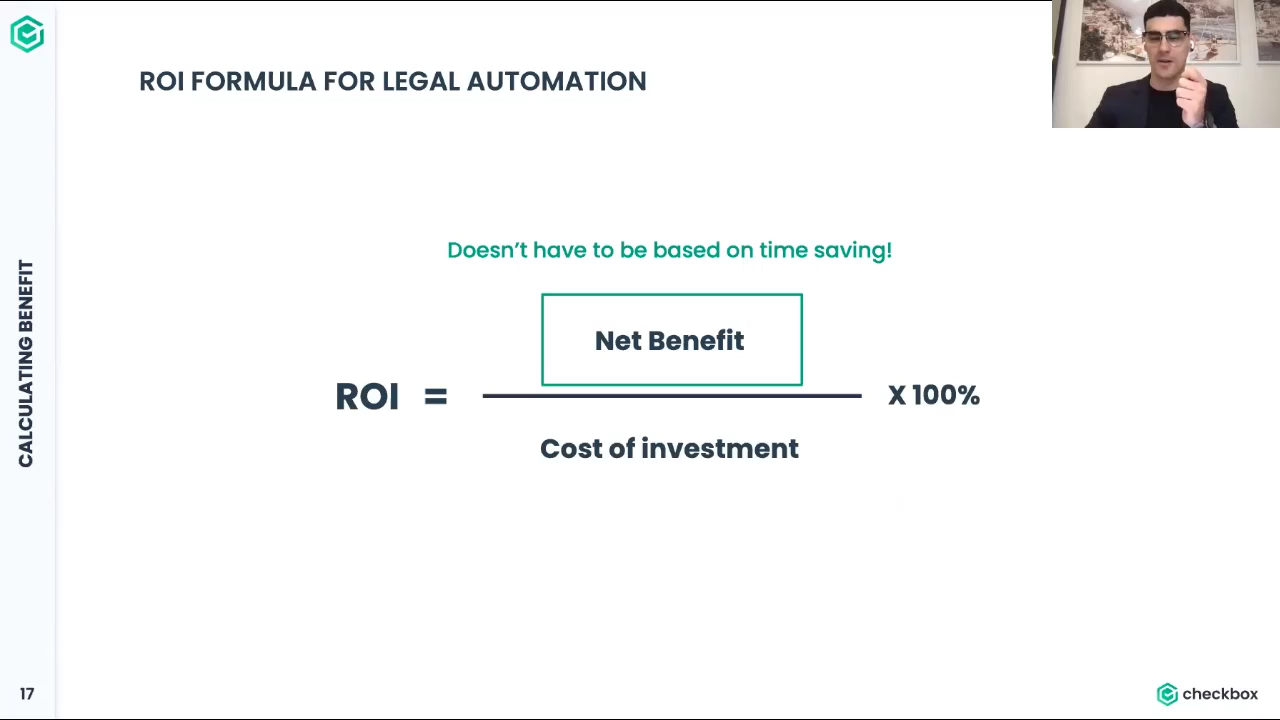 ROI FORMULA FOR LEGAL AUTOMATION
CALCULATING BENEFIT
Doesn't have to be based on time saving!
Net Benefit
ROI =
X 100%
Cost of investment
17
checkbox